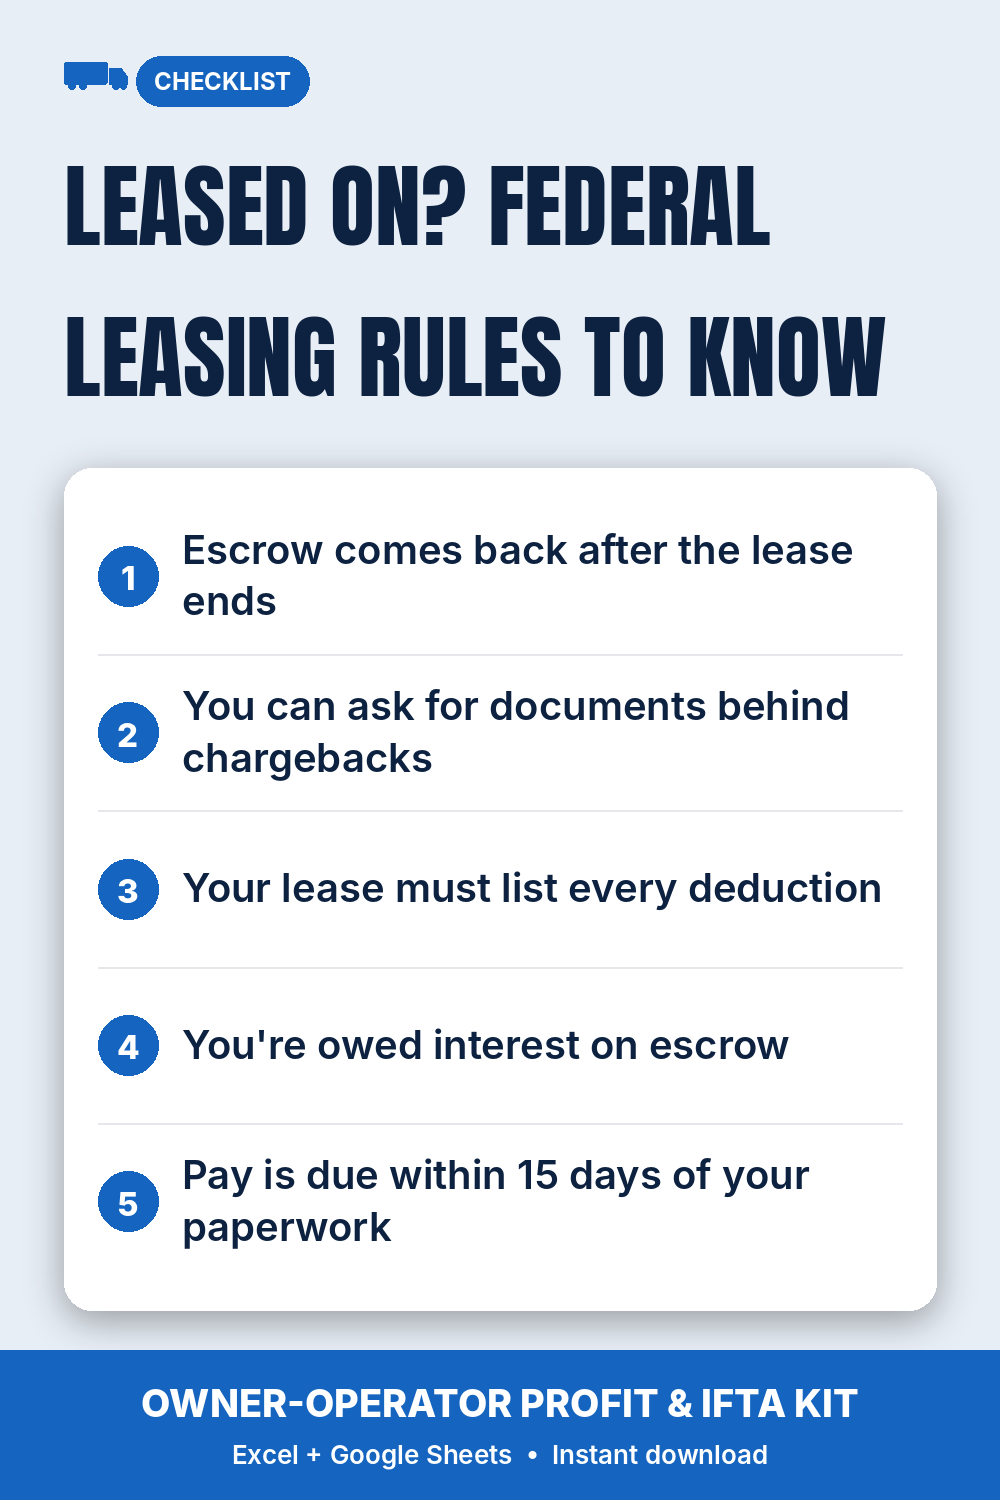 CHECKLIST
LEASED ON? FEDERAL
LEASING RULES TO KNOW
1 Escrow comes back after the lease
ends
2 You can ask for documents behind
chargebacks
3 Your lease must list every deduction
4 You're owed interest on escrow
5 Pay is due within 15 days of your
paperwork
OWNER-OPERATOR PROFIT & IFTA KIT
Excel + Google Sheets • Instant download